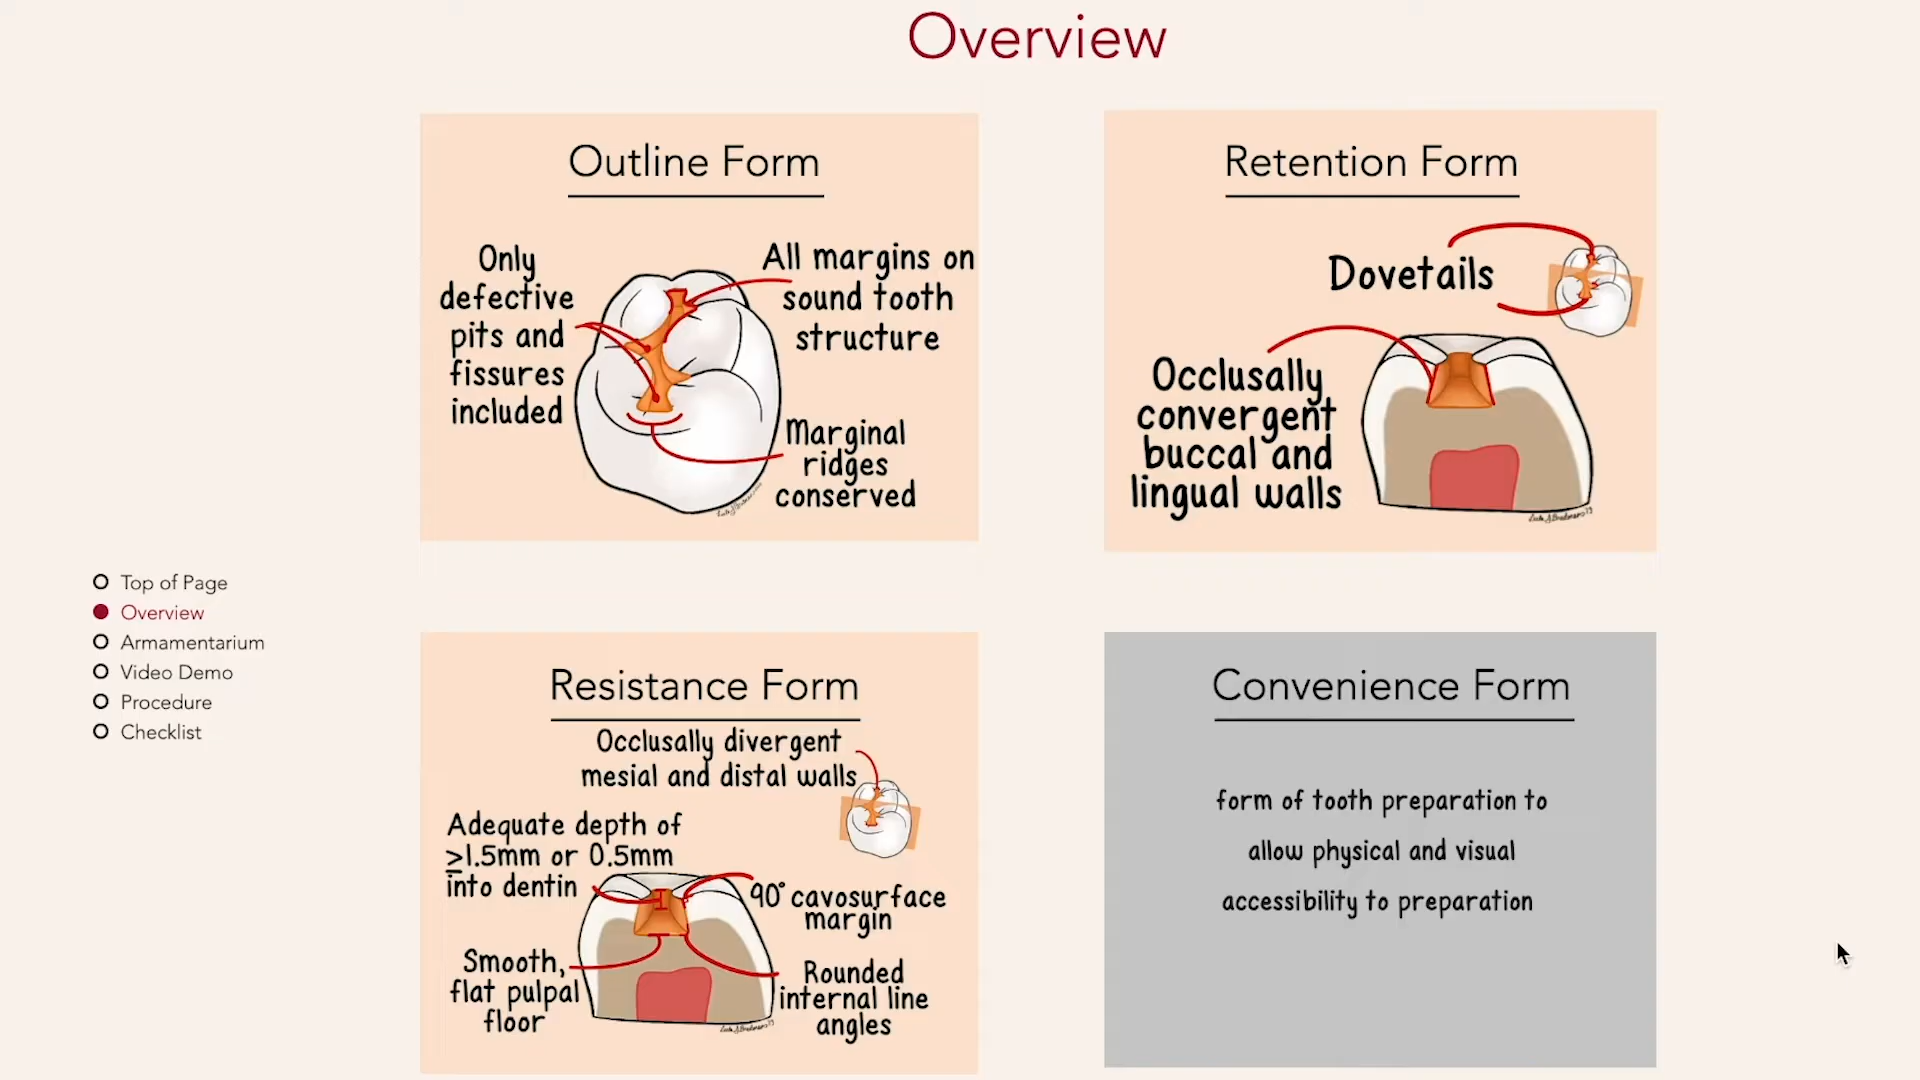 Overview
Outline Form
Only
defective
pits and
fissures
included
All margins on
sound tooth
structure
Marginal
ridges
conserved
Retention Form
Dovetails
Occlusally
convergent
buccal and
lingual walls
Top of Page
Overview
Armamentarium
Video Demo
Procedure
Checklist
Resistance Form
Occlusally divergent
mesial and distal walls
Adequate depth of
≥1.5mm or 0.5mm
into dentin
90° cavosurface
margin
Smooth,
flat pulpal
floor
Rounded
internal line
angles
Convenience Form
form of tooth preparation to
allow physical and visual
accessibility to preparation